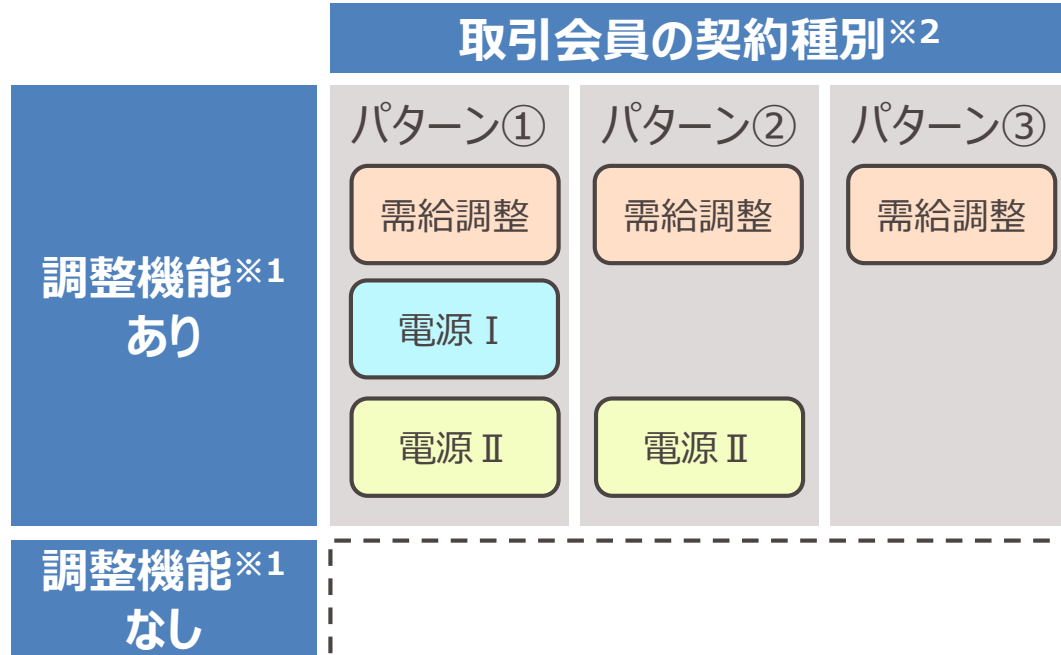 取引会員の契約種別※2
調整機能※1
あり
パターン①
需給調整
電源Ⅰ
電源Ⅱ
パターン②
需給調整
電源Ⅱ
パターン③
需給調整
調整機能※1
なし